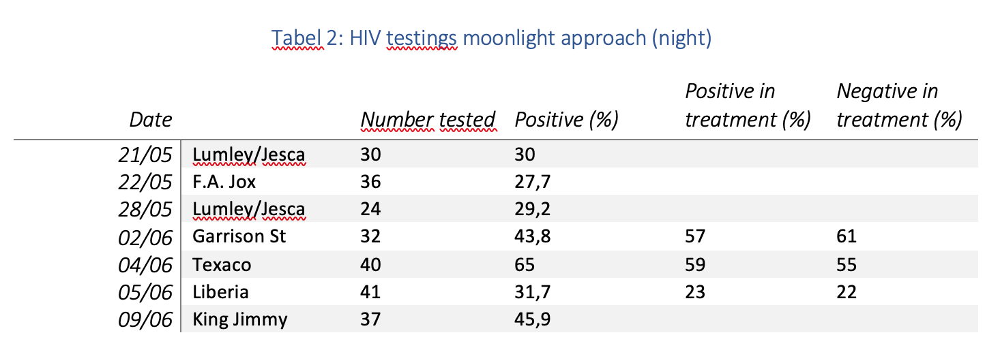 Tabel 2: HIV testings moonlight approach (night)
Positive in Negative in
Date Number tested Positive (%) treatment (%) treatment (%)
21/05 Lumley/Jesca 30 30
22/05 F.A. Jox 36 27,7
28/05 Lumley/Jesca 24 29,2
02/06 Garrison St 32 43,8 57 61
04/06 Texaco 40 65 59 55
05/06 Liberia 41 31,7 23 22
09/06 King Jimmy 37 45,9